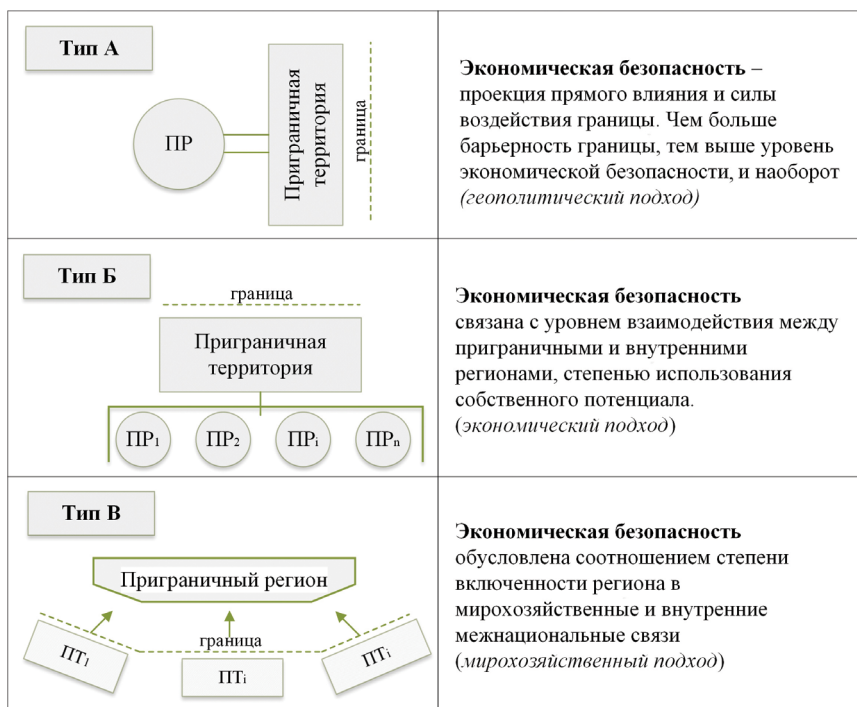 Тип А
ПР
Приграничная
территория
граница
Экономическая безопасность –
проекция прямого влияния и силы
воздействия границы. Чем больше
барьерность границы, тем выше уровень
экономической безопасности, и наоборот
(геополитический подход)
Тип Б
граница
Приграничная
территория
ПР1 ПР2 ПРi ПРn
Экономическая безопасность
связана с уровнем взаимодействия между
приграничными и внутренними
регионами, степенью использования
собственного потенциала.
(экономический подход)
Тип В
Приграничный регион
граница
ПТ1 ПТi ПТi
Экономическая безопасность
обусловлена соотношением степени
включенности региона в
мирохозяйственные и внутренние
межнациональные связи
(мирохозяйственный подход)